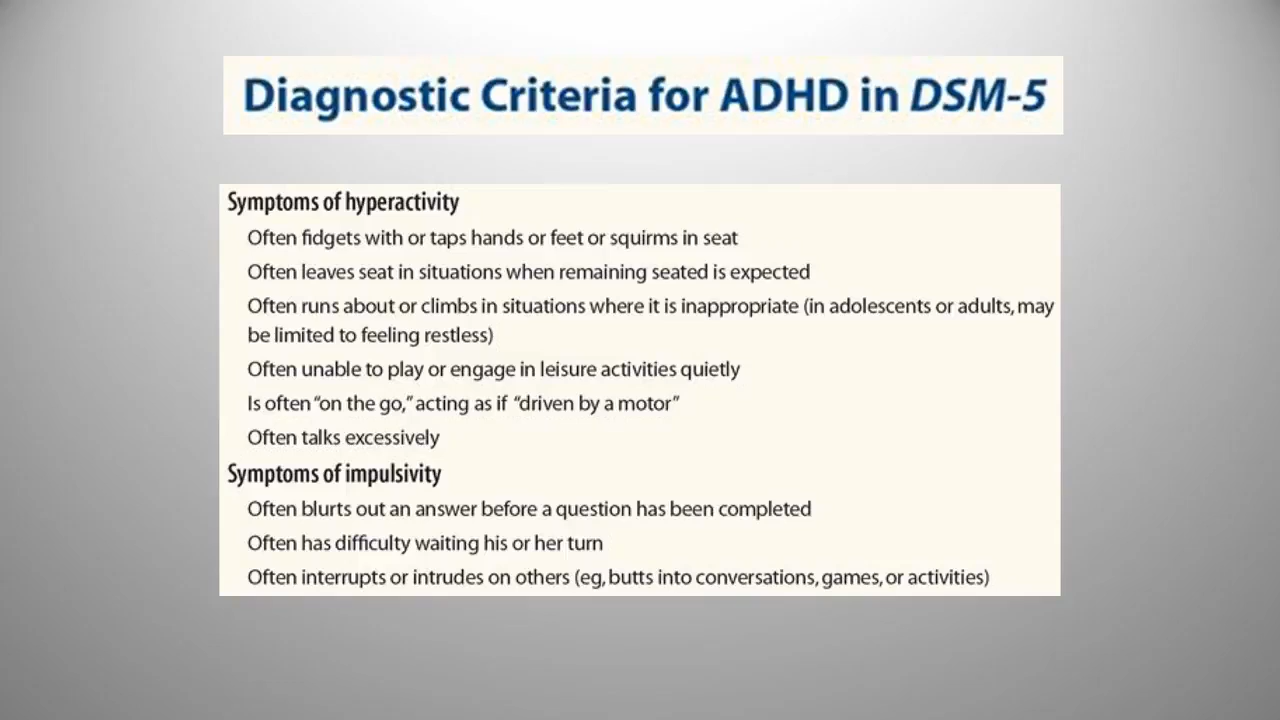 Diagnostic Criteria for ADHD in DSM-5
Symptoms of hyperactivity
Often fidgets with or taps hands or feet or squirms in seat
Often leaves seat in situations when remaining seated is expected
Often runs about or climbs in situations where it is inappropriate (in adolescents or adults, may
be limited to feeling restless)
Often unable to play or engage in leisure activities quietly
Is often “on the go,” acting as if “driven by a motor”
Often talks excessively
Symptoms of impulsivity
Often blurts out an answer before a question has been completed
Often has difficulty waiting his or her turn
Often interrupts or intrudes on others (eg, butts into conversations, games, or activities)